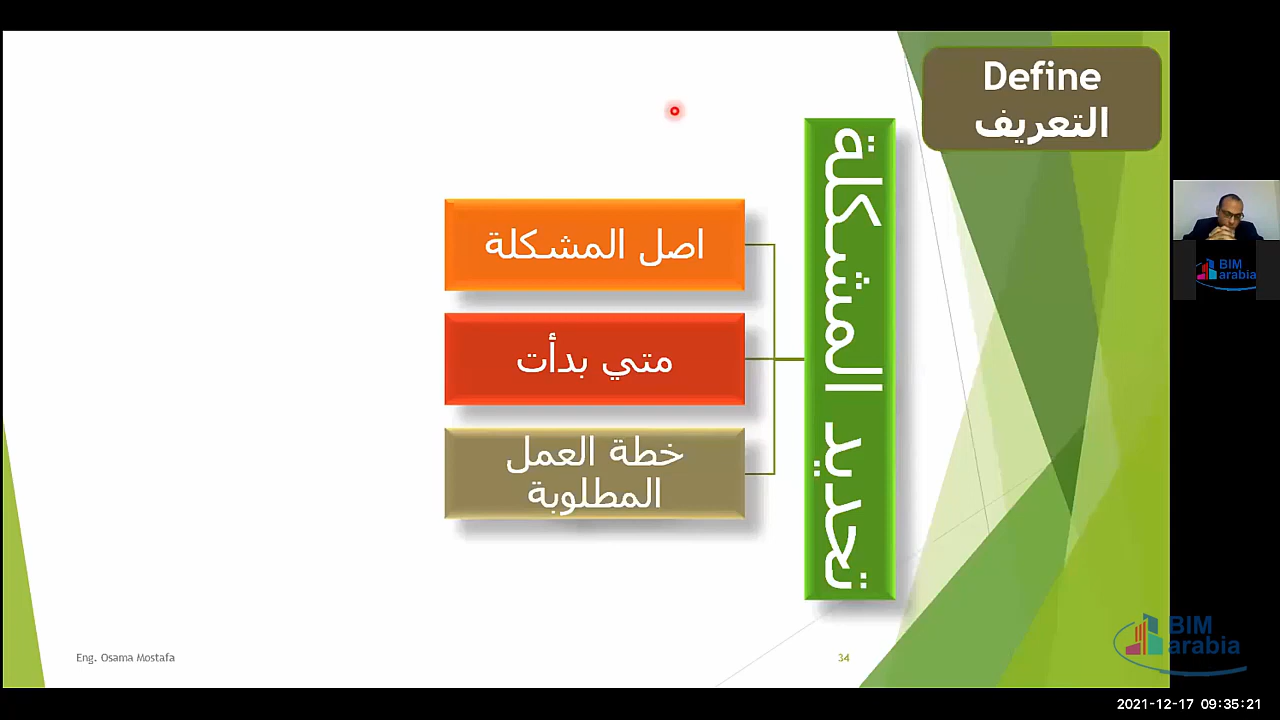 Define
التعريف
تحديد المشكلة
اصل المشكلة
متي بدأت
خطة العمل
المطلوبة
BIM
arabia
Eng. Osama Mostafa
34
BIM
arabia
2021-12-17 09:35:21